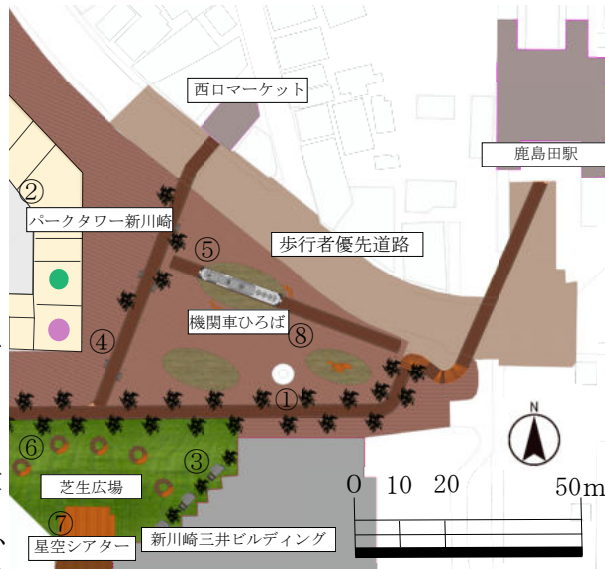 西口マーケット
鹿島田駅
②
パークタワー新川崎
歩行者優先道路
⑤
機関車ひろば
⑧
④
①
N
⑥
③
0 10 20 50m
芝生広場
⑦
星空シアター
新川崎三井ビルディング
、